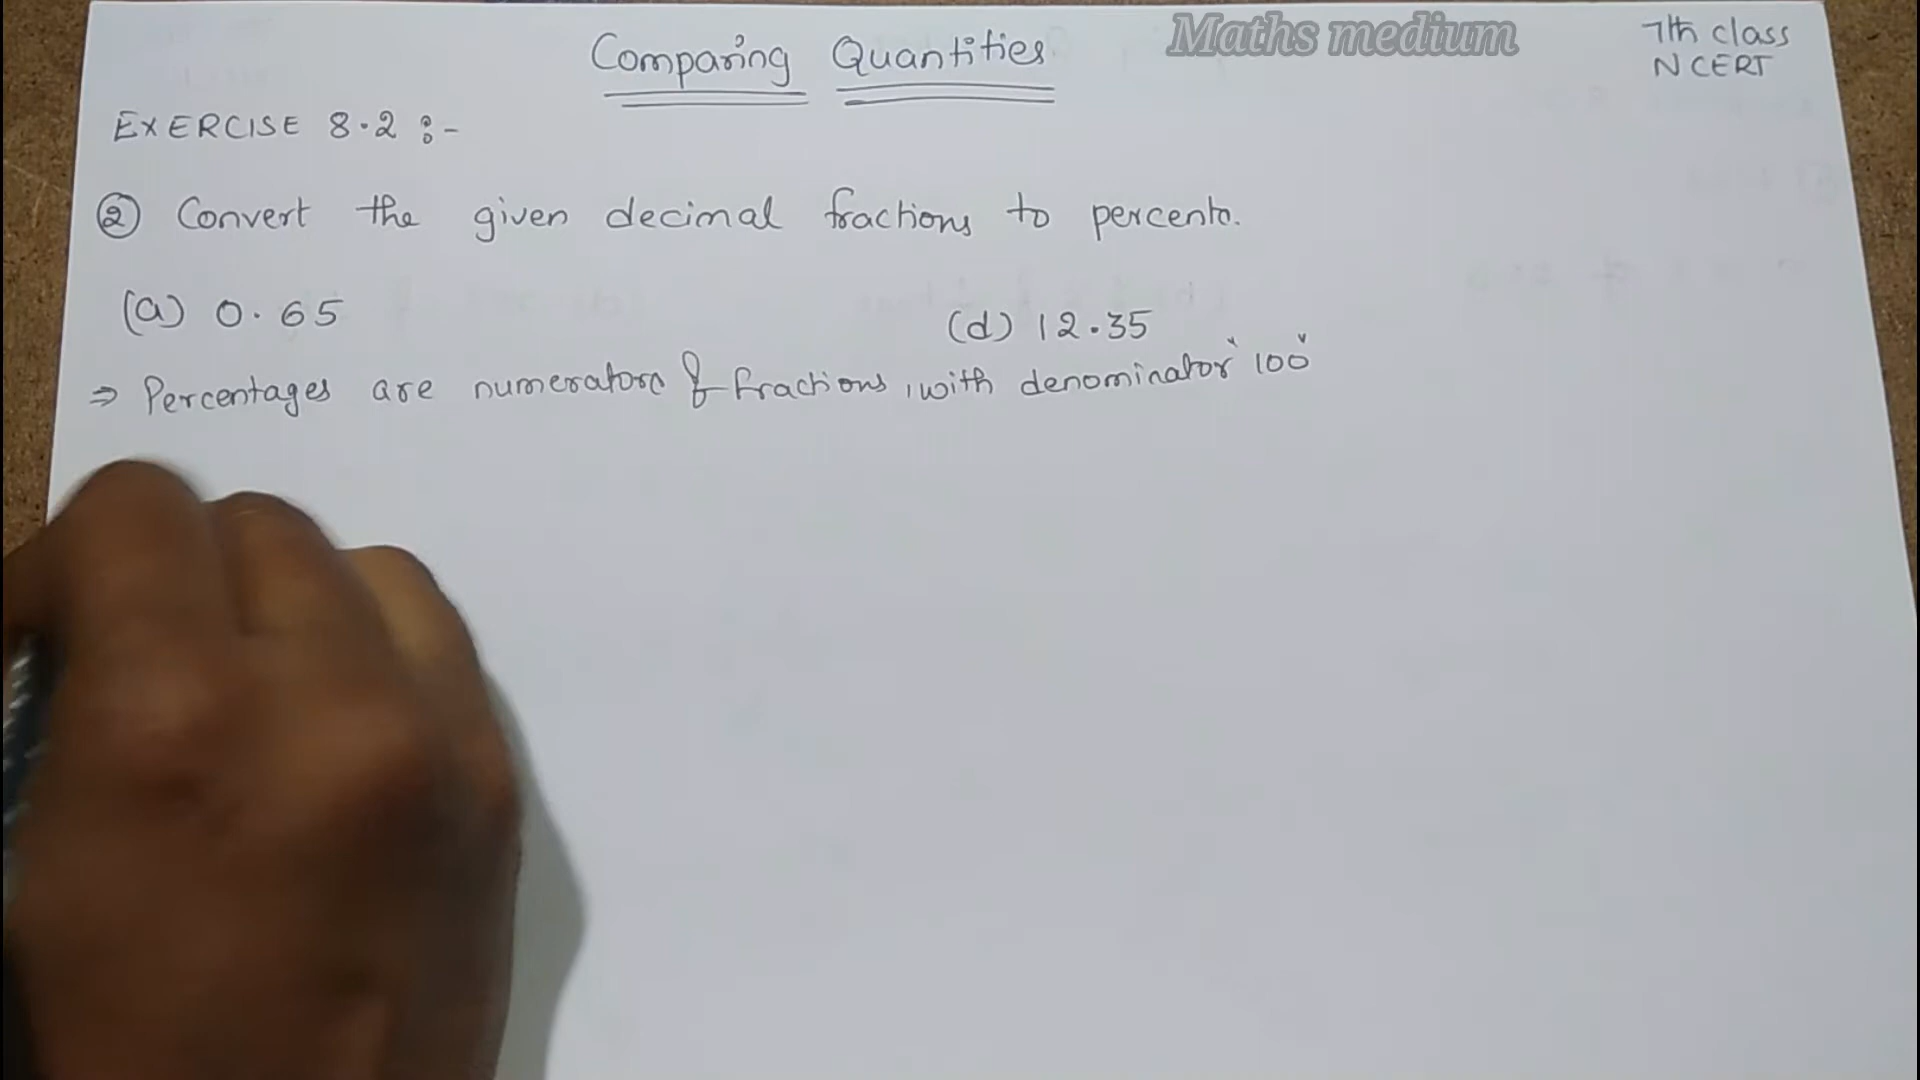 Comparing Quantities
Maths medium
7th class
NCERT
EXERCISE 8.2 :-
② Convert the given decimal fractions to percents.
(a) 0.65
(d) 12.35
⇒ Percentages are numerators of fractions, with denominator "100"